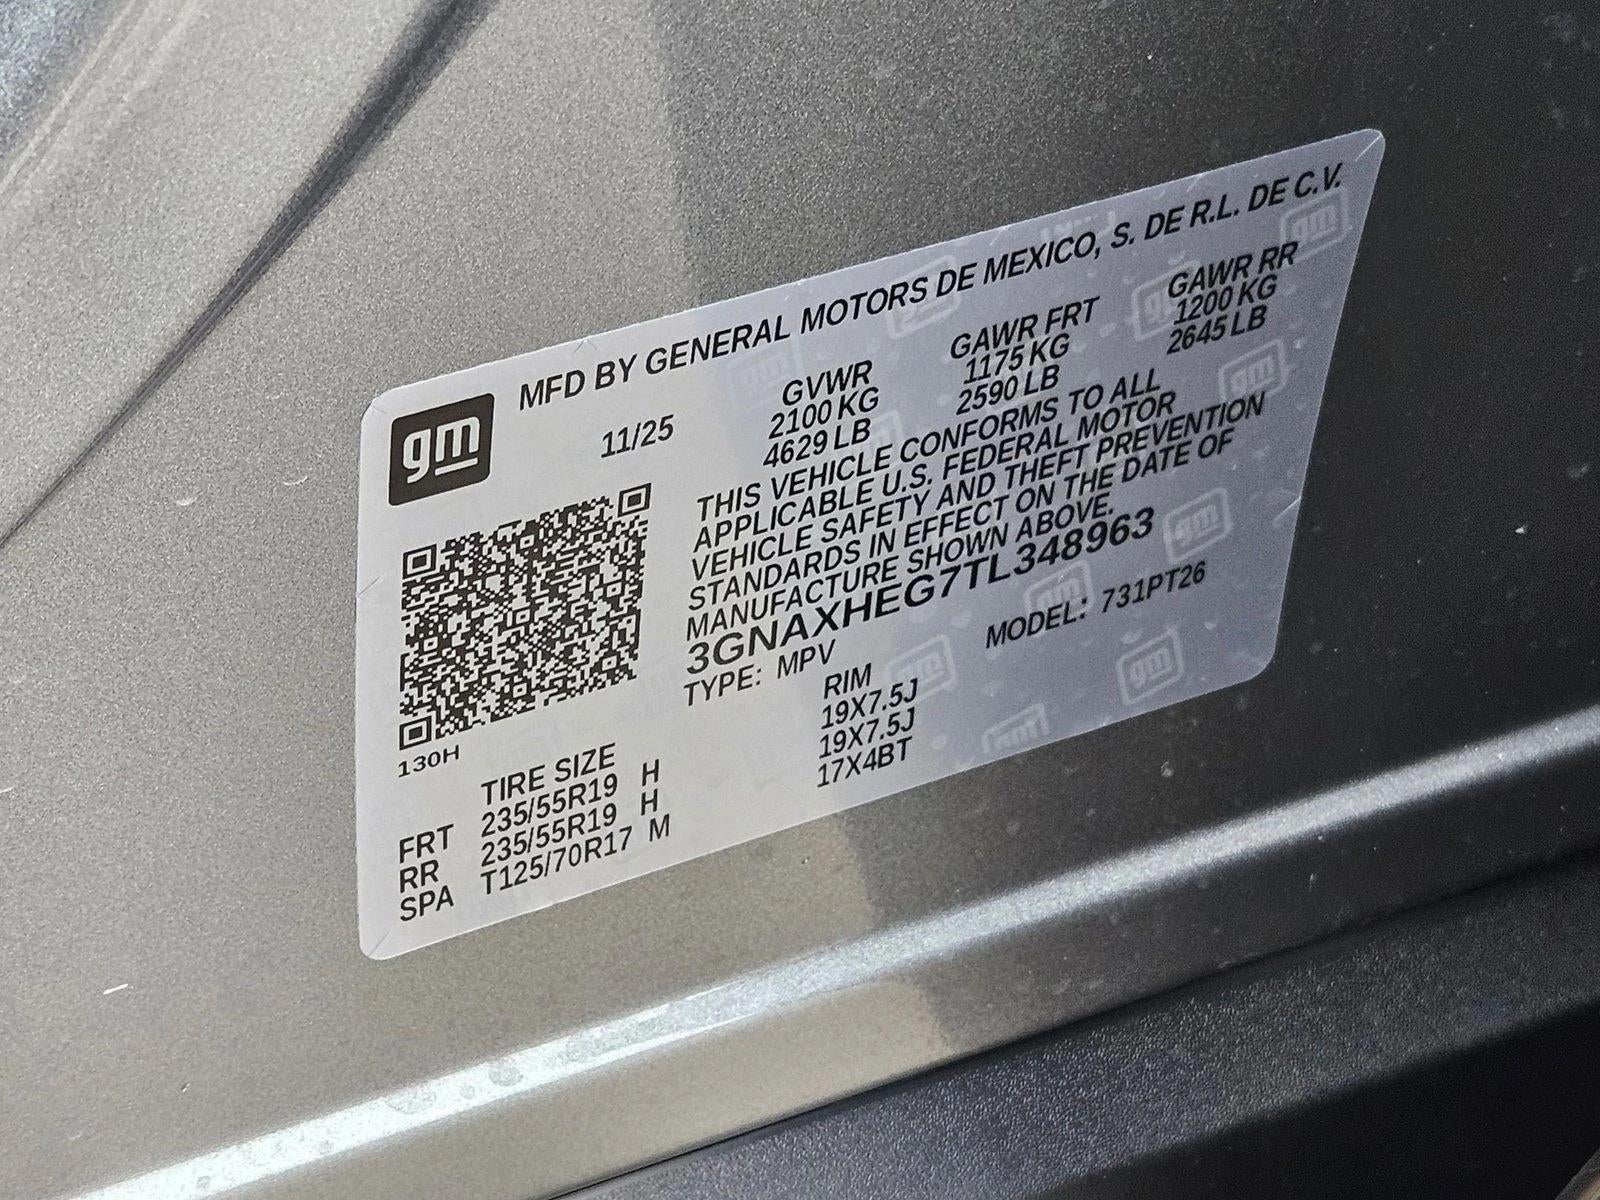 gm
MFD BY GENERAL MOTORS DE MEXICO, S. DE R.L. DE C.V.
11/25 GVWR GAWR FRT GAWR RR
2100 KG 1175 KG 1200 KG
4629 LB 2590 LB 2645 LB
THIS VEHICLE CONFORMS TO ALL
APPLICABLE U.S. FEDERAL MOTOR
VEHICLE SAFETY AND THEFT PREVENTION
STANDARDS IN EFFECT ON THE DATE OF
MANUFACTURE SHOWN ABOVE.
3GNAXHEG7TL348963
TYPE: MPV MODEL: 731PT26
130H
TIRE SIZE RIM
FRT 235/55R19 H 19X7.5J
RR 235/55R19 H 19X7.5J
SPA T125/70R17 M 17X4BT